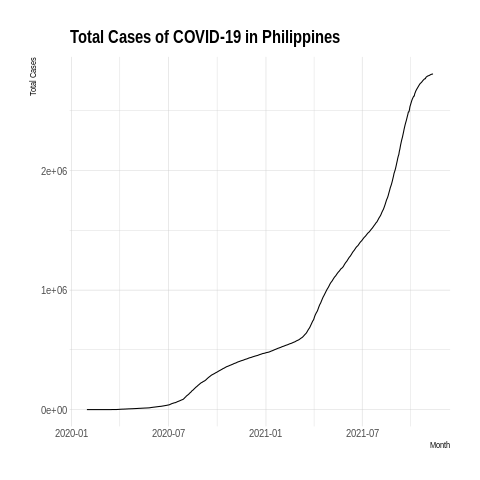 Total Cases of COVID-19 in Philippines
Total Cases
2e+06
1e+06
0e+00
2020-01 2020-07 2021-01 2021-07
Month